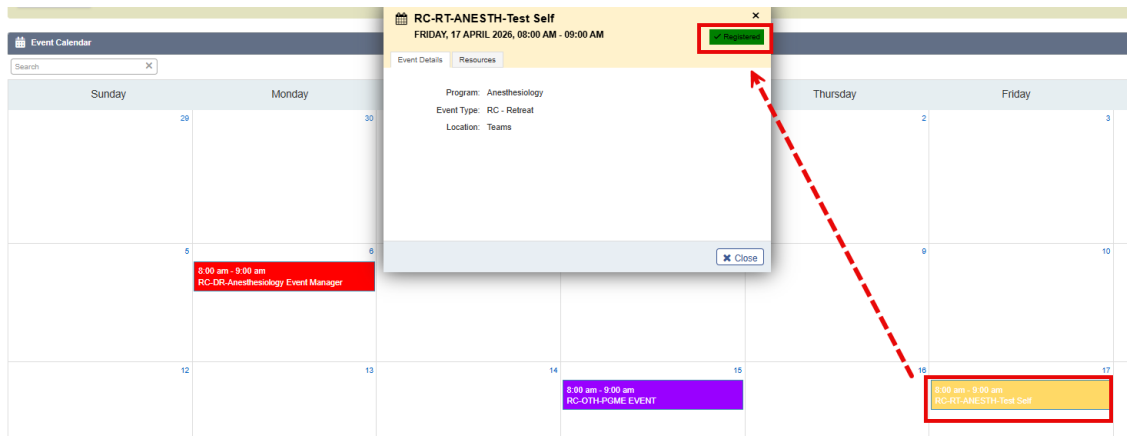 RC-RT-ANESTH-Test Self
×
FRIDAY, 17 APRIL 2026, 08:00 AM - 09:00 AM
✓ Registered
Event Calendar
Event Details
Resources
Search
×
Program: Anesthesiology
Event Type: RC - Retreat
Location: Teams
Sunday
Monday
Thursday
Friday
29
30
2
3
✖ Close
5
6
9
10
8:00 am - 9:00 am
RC-DR-Anesthesiology Event Manager
12
13
14
15
16
17
8:00 am - 9:00 am
RC-OTH-PGME EVENT
8:00 am - 9:00 am
RC-RT-ANESTH-Test Self